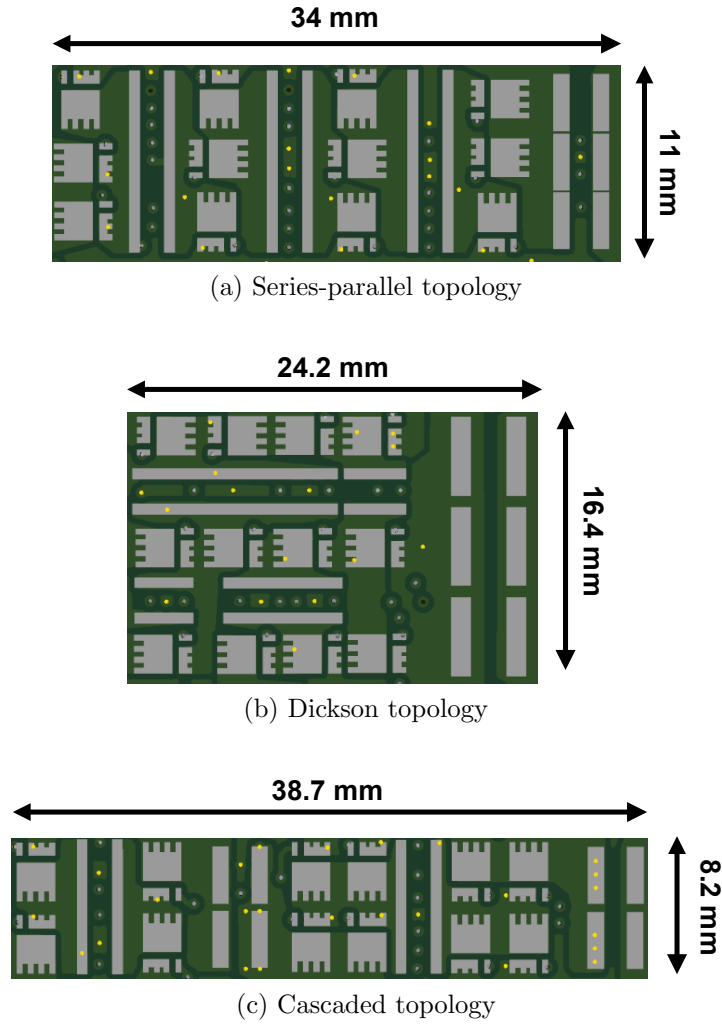 34 mm
11 mm
(a) Series-parallel topology
24.2 mm
16.4 mm
(b) Dickson topology
38.7 mm
8.2 mm
(c) Cascaded topology